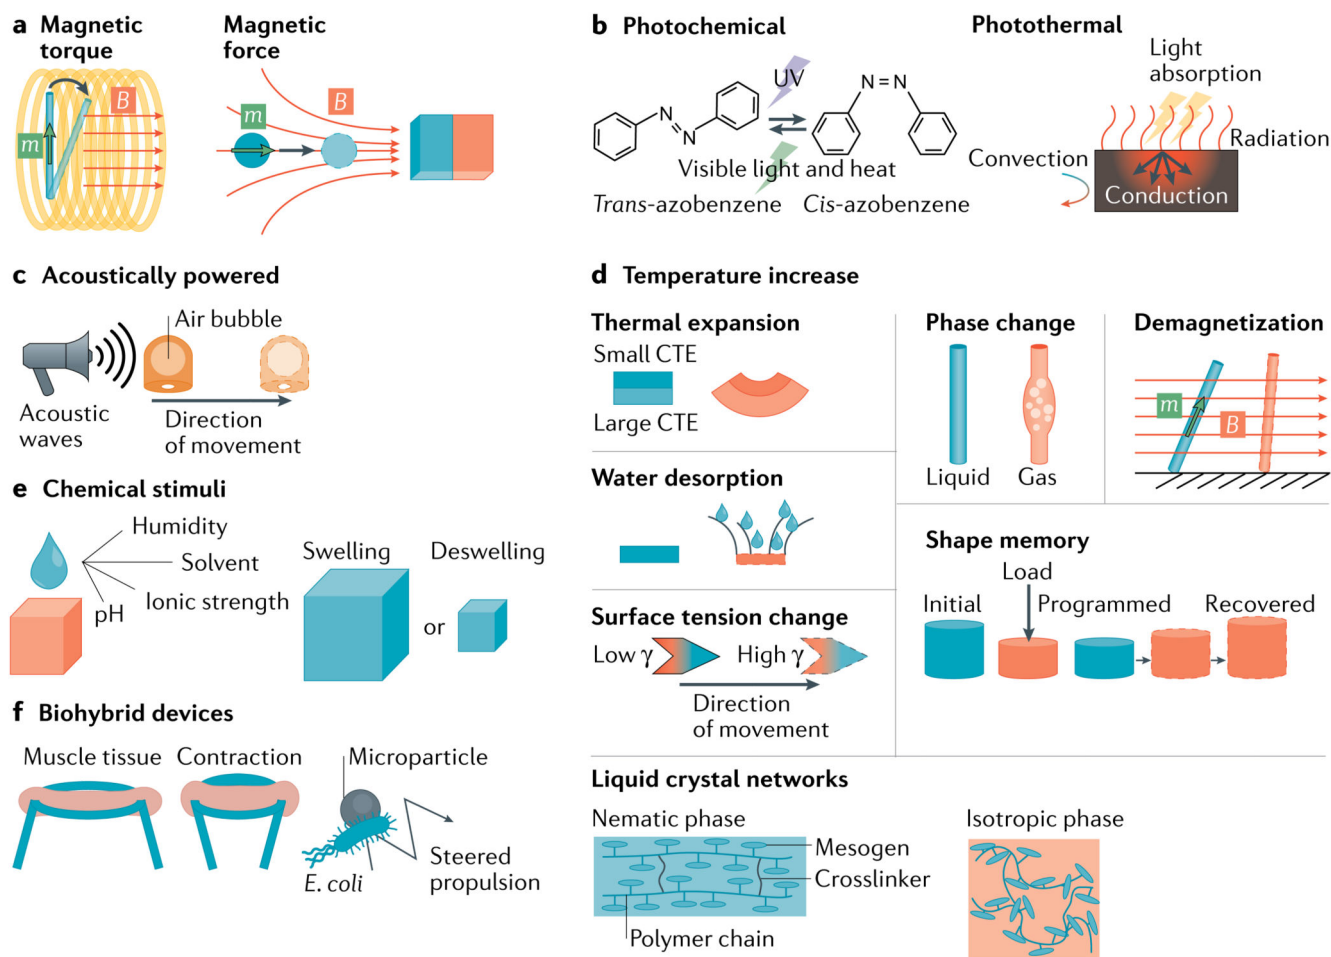 a Magnetic torque
Magnetic force
B
m
m
B
b Photochemical
UV
N
N
N=N
Visible light and heat
Trans-azobenzene
Cis-azobenzene
Photothermal
Light absorption
Radiation
Convection
Conduction
c Acoustically powered
Air bubble
Acoustic waves
Direction of movement
d Temperature increase
Thermal expansion
Small CTE
Large CTE
Phase change
Liquid
Gas
Demagnetization
m
B
Water desorption
Shape memory
Load
Initial
Programmed
Recovered
Surface tension change
Low γ
High γ
Direction of movement
Liquid crystal networks
Nematic phase
Mesogen
Crosslinker
Polymer chain
Isotropic phase
e Chemical stimuli
Humidity
Solvent
Ionic strength
pH
Swelling
or
Deswelling
f Biohybrid devices
Muscle tissue
Contraction
Microparticle
E. coli
Steered propulsion